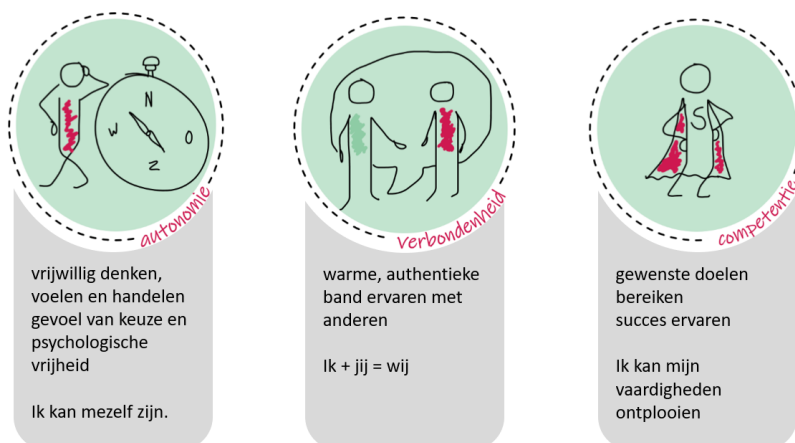 N
W
O
Z
autonomie
vrijwillig denken,
voelen en handelen
gevoel van keuze en
psychologische
vrijheid
Ik kan mezelf zijn.
verbondenheid
warme, authentieke
band ervaren met
anderen
Ik + jij = wij
S
competentie
gewenste doelen
bereiken
succes ervaren
Ik kan mijn
vaardigheden
ontplooien